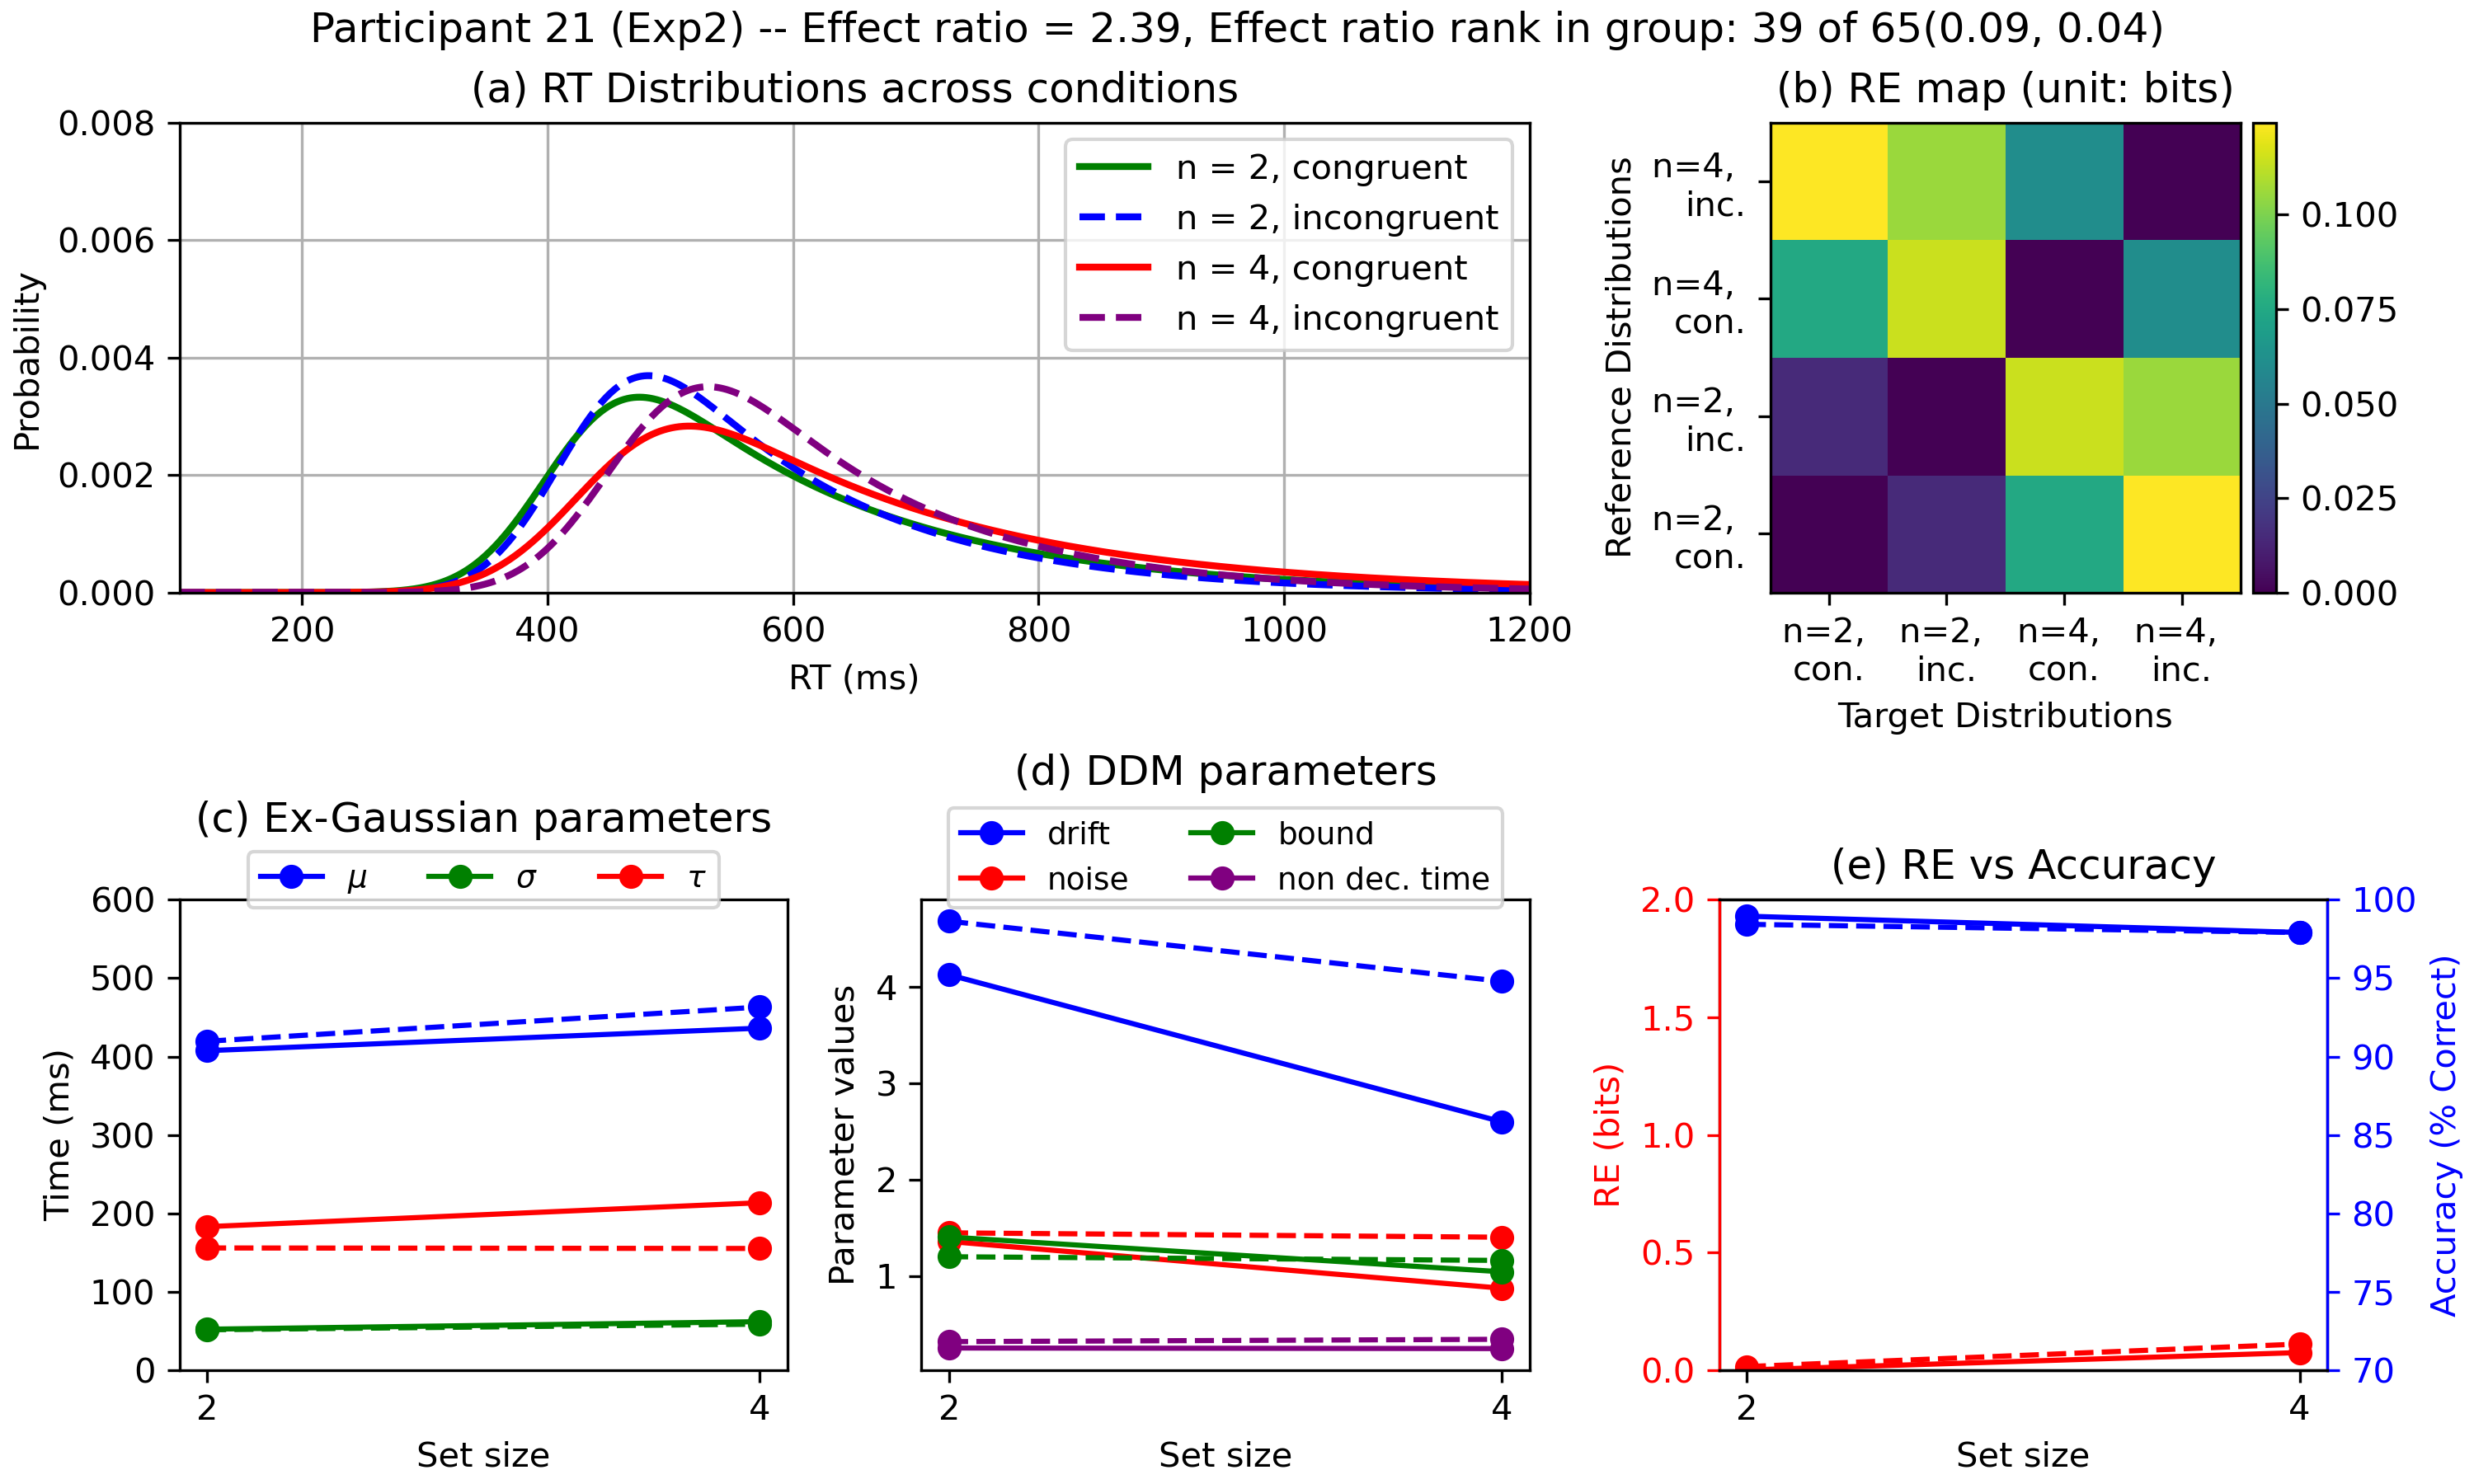 Participant 21 (Exp2) -- Effect ratio = 2.39, Effect ratio rank in group: 39 of 65(0.09, 0.04)
(a) RT Distributions across conditions
0.008
0.006
0.004
0.002
0.000
Probability
n = 2, congruent
n = 2, incongruent
n = 4, congruent
n = 4, incongruent
200
400
600
800
1000
1200
RT (ms)
(b) RE map (unit: bits)
Reference Distributions
n=4,
inc.
n=4,
con.
n=2,
inc.
n=2,
con.
0.100
0.075
0.050
0.025
0.000
n=2,
con.
n=2,
inc.
n=4,
con.
n=4,
inc.
Target Distributions
(c) Ex-Gaussian parameters
μ
σ
τ
600
500
400
300
200
100
0
Time (ms)
2
4
Set size
(d) DDM parameters
drift
noise
bound
non dec. time
4
3
2
1
Parameter values
2
4
Set size
(e) RE vs Accuracy
2.0
1.5
1.0
0.5
0.0
RE (bits)
100
95
90
85
80
75
70
Accuracy (% Correct)
2
4
Set size